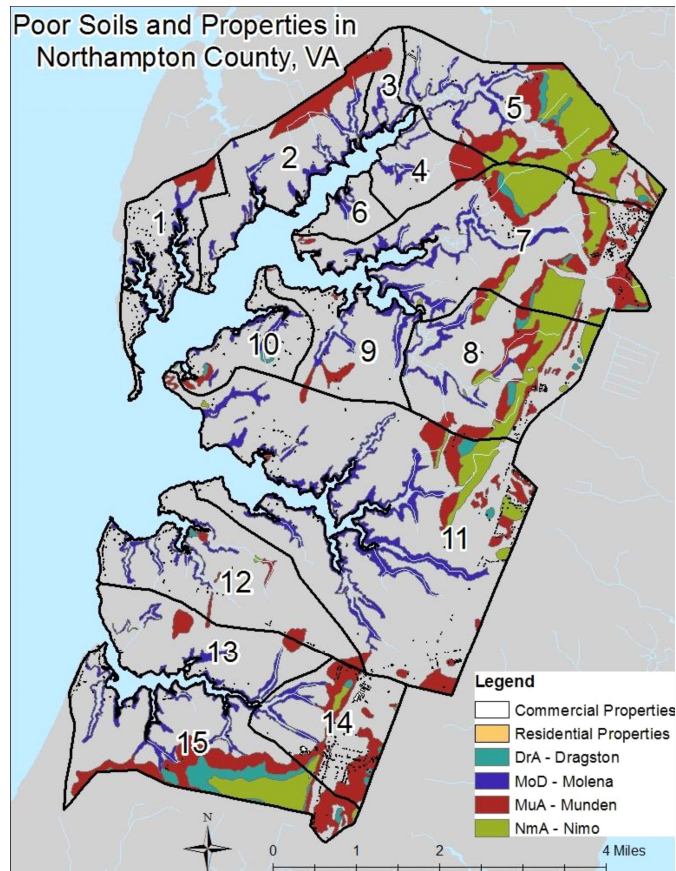 Poor Soils and Properties in
Northampton County, VA
3
5
2
4
1
6
7
10
9
8
11
12
13
14
15
Legend
Commercial Properties
Residential Properties
DrA - Dragston
MoD - Molena
MuA - Munden
NmA - Nimo
N
0 1 2 4 Miles